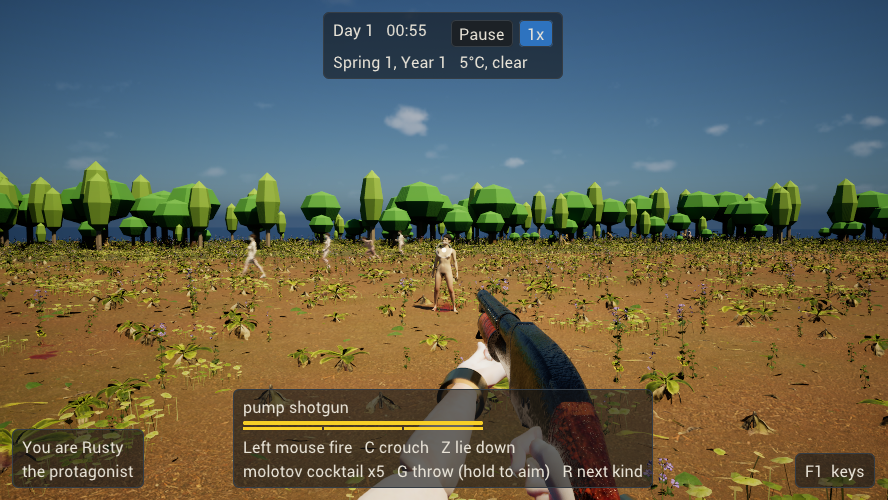 Day 1 00:55 Pause 1x
Spring 1, Year 1 5°C, clear
pump shotgun
Left mouse fire C crouch Z lie down
molotov cocktail x5 G throw (hold to aim) R next kind
You are Rusty
the protagonist
F1 keys